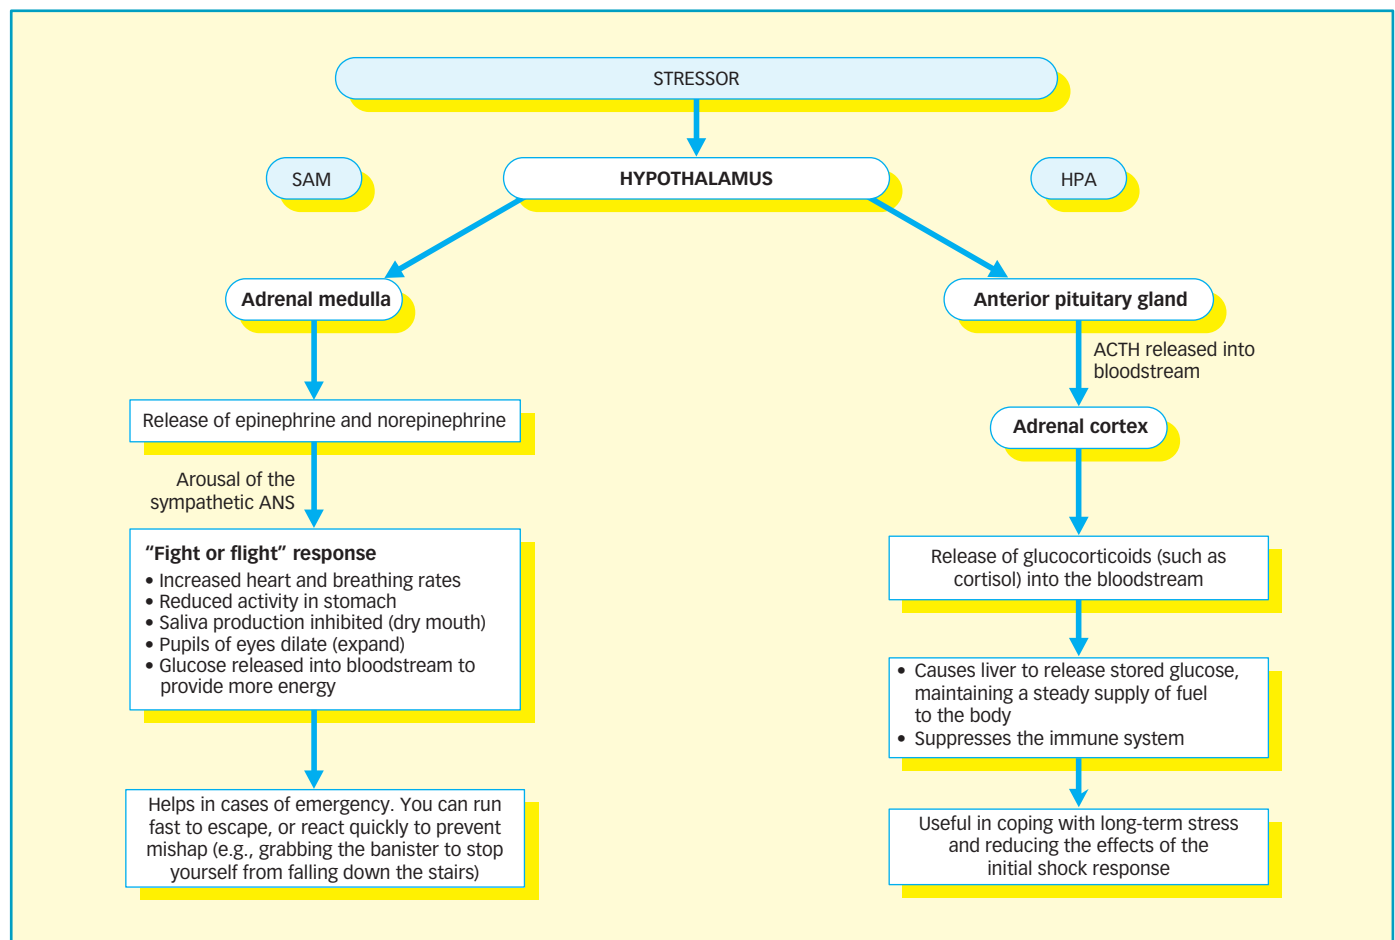 STRESSOR
SAM
HYPOTHALAMUS
HPA
Adrenal medulla
Release of epinephrine and norepinephrine
Arousal of the
sympathetic ANS
“Fight or flight” response
• Increased heart and breathing rates
• Reduced activity in stomach
• Saliva production inhibited (dry mouth)
• Pupils of eyes dilate (expand)
• Glucose released into bloodstream to
provide more energy
Helps in cases of emergency. You can run
fast to escape, or react quickly to prevent
mishap (e.g., grabbing the banister to stop
yourself from falling down the stairs)
Anterior pituitary gland
ACTH released into
bloodstream
Adrenal cortex
Release of glucocorticoids (such as
cortisol) into the bloodstream
• Causes liver to release stored glucose,
maintaining a steady supply of fuel
to the body
• Suppresses the immune system
Useful in coping with long-term stress
and reducing the effects of the
initial shock response